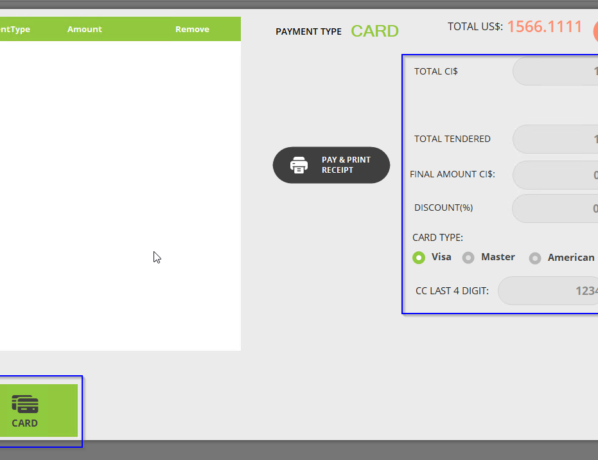 ntType Amount Remove
PAYMENT TYPE CARD TOTAL US$: 1566.1111
TOTAL CI$ 1
TOTAL TENDERED 1
PAY & PRINT
RECEIPT
FINAL AMOUNT CI$: 0
DISCOUNT(%) 0
CARD TYPE:
Visa Master American
CC LAST 4 DIGIT: 1234
CARD